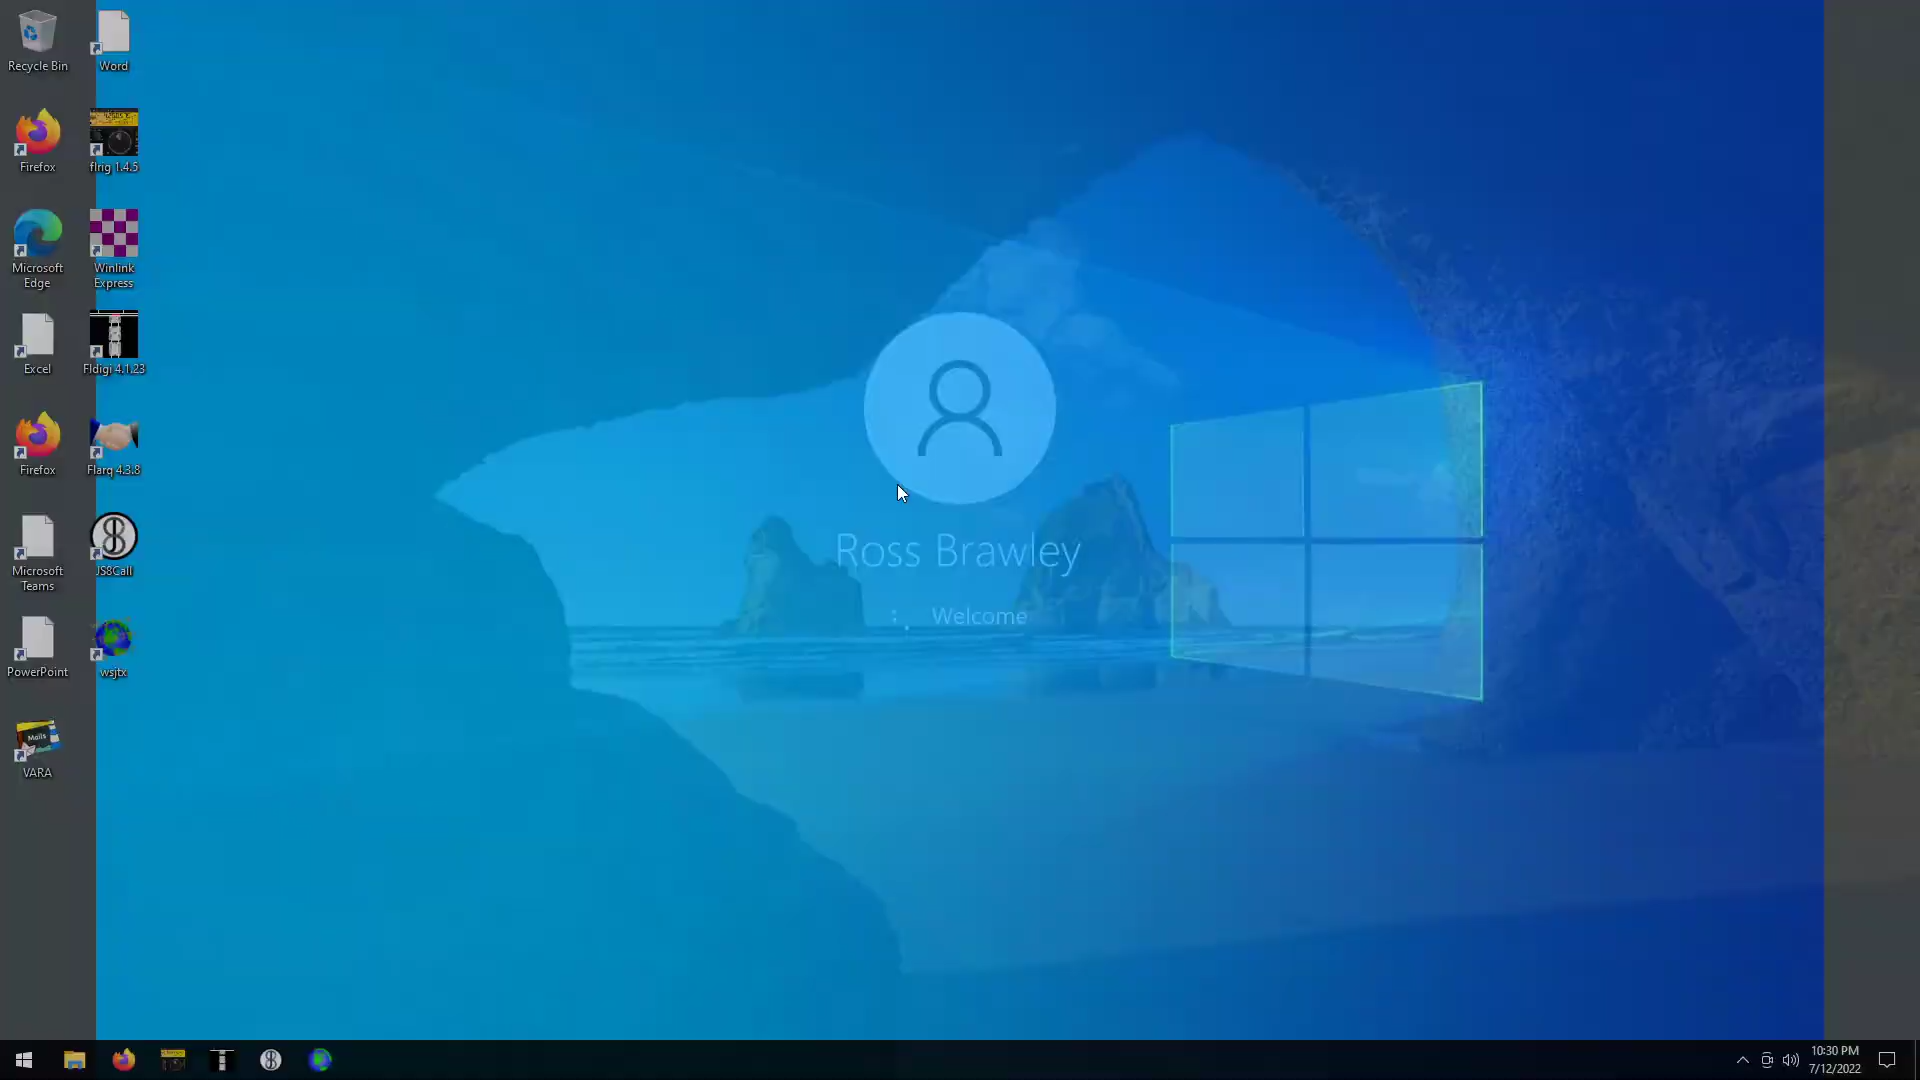 Recycle Bin
Word
Firefox
flrig 1.4.5
Microsoft
Edge
Winlink
Express
Excel
Fldigi 4.1.23
Firefox
Flarq 4.3.8
Microsoft
Teams
JS8Call
PowerPoint
wsjtx
Mails
VARA
Ross Brawley
Welcome
10:30 PM
7/12/2022